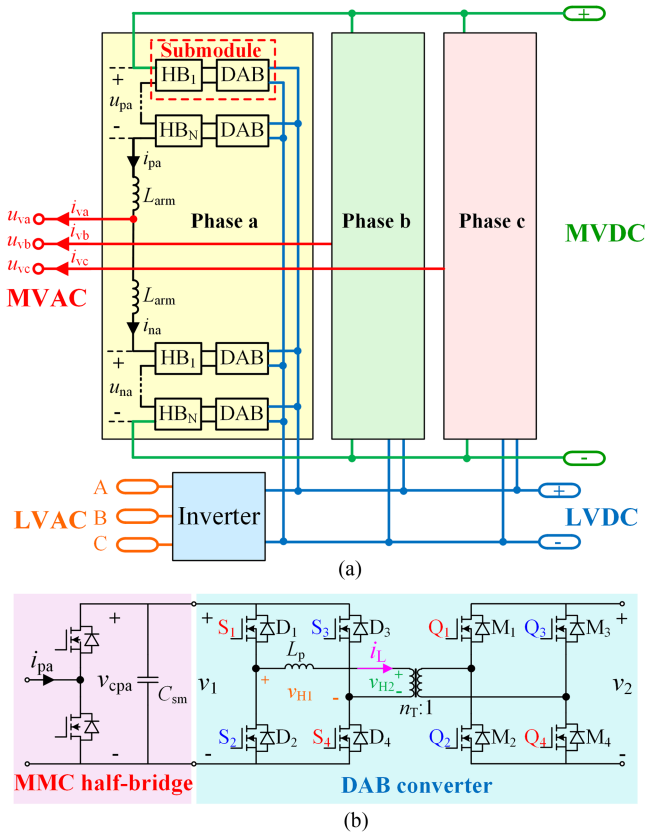 +
Submodule
HB1 DAB
+
upa
-
HBN DAB
ipa
Larm
uva iva Phase a Phase b Phase c
MVDC
uvb ivb
uvc ivc
MVAC
Larm
ina
HB1 DAB
+
una
-
HBN DAB
-
A
LVAC B Inverter LVDC
C
+
-
(a)
+ + S1 D1 S3 D3 Q1 M1 Q3 M3 +
Lp iL
ipa vcpa Csm v1 + vH1 - vH2 + - v2
nT:1
- - S2 D2 S4 D4 Q2 M2 Q4 M4 -
MMC half-bridge DAB converter
(b)